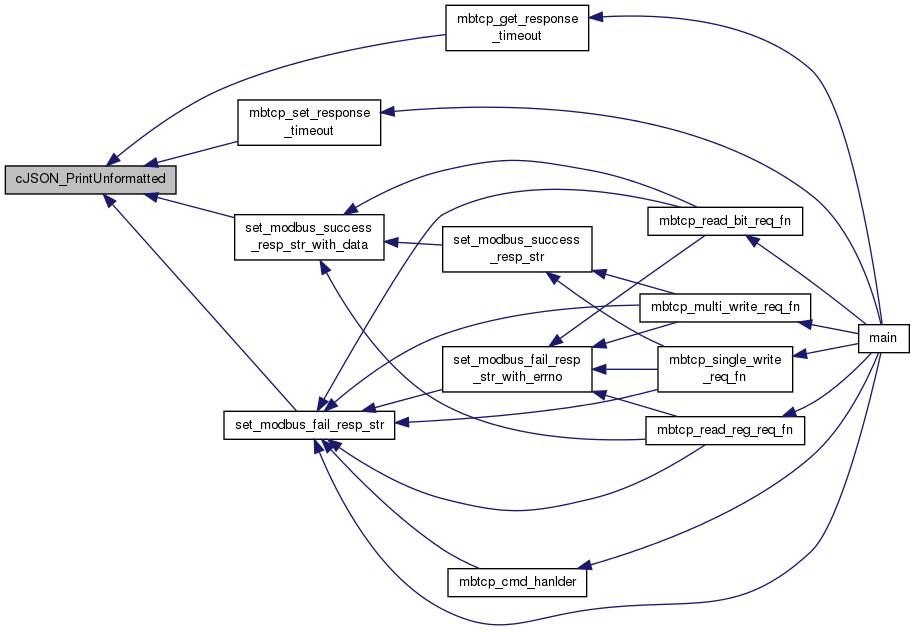 mbtcp_get_response
_timeout
mbtcp_set_response
_timeout
cJSON_PrintUnformatted
set_modbus_success
_resp_str_with_data
mbtcp_read_bit_req_fn
set_modbus_success
_resp_str
mbtcp_multi_write_req_fn
main
set_modbus_fail_resp
_str_with_errno
mbtcp_single_write
_req_fn
set_modbus_fail_resp_str
mbtcp_read_reg_req_fn
mbtcp_cmd_hanlder